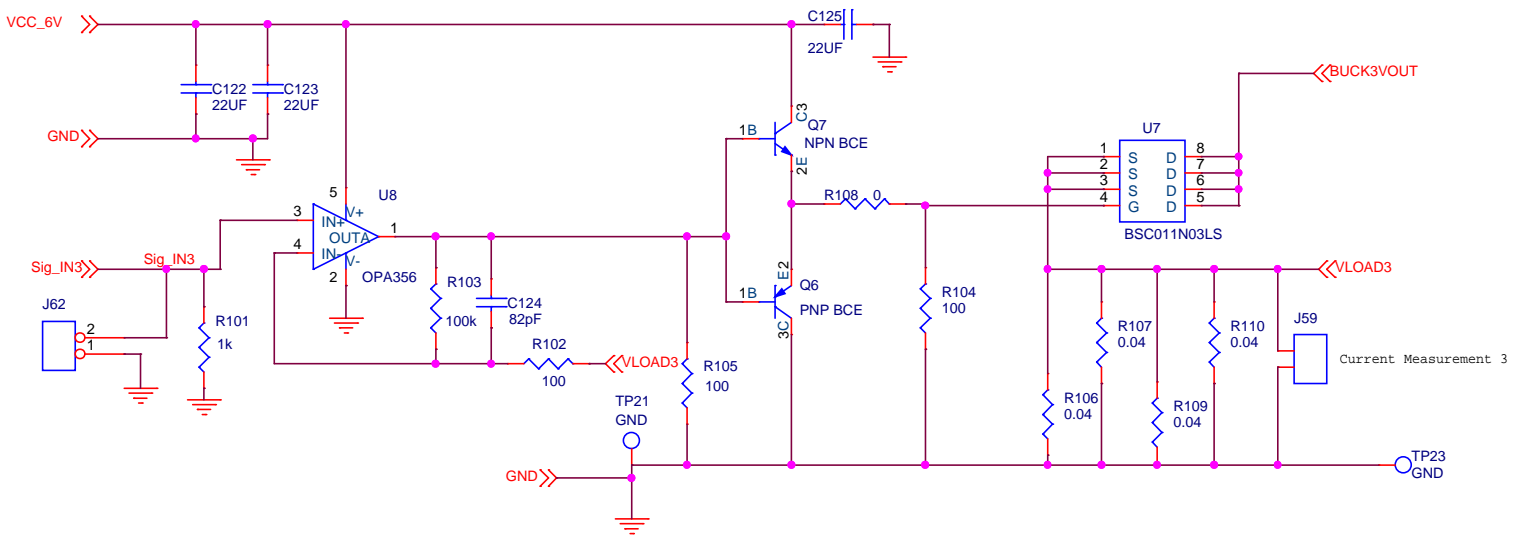 VCC_6V
C125
22UF
C122
22UF
C123
22UF
GND
BUCK3VOUT
C3
1B
Q7
NPN BCE
2E
U7
1 S D 8
2 S D 7
3 S D 6
4 G D 5
BSC011N03LS
R108 0
U8
5
V+
3
IN+
OUTA
1
4
IN-
V-
2
OPA356
Sig_IN3
Sig_IN3
J62
2
1
R101
1k
R103
100k
C124
82pF
R102
100
VLOAD3
E2
1B
Q6
PNP BCE
3C
R105
100
R104
100
VLOAD3
R107
0.04
R110
0.04
R106
0.04
R109
0.04
J59
Current Measurement 3
TP21
GND
GND
TP23
GND